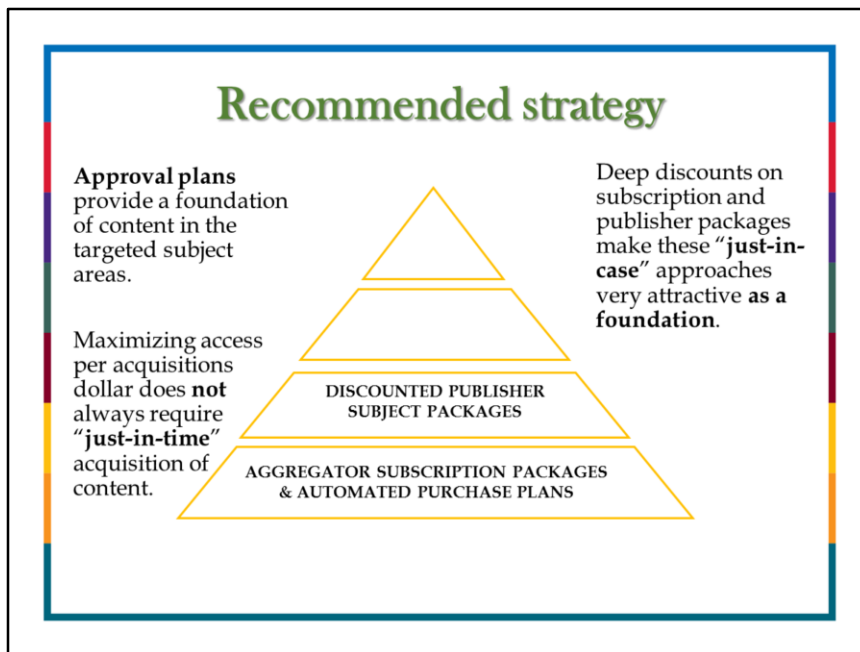 Recommended strategy
Approval plans
provide a foundation
of content in the
targeted subject
areas.
Maximizing access
per acquisitions
dollar does not
always require
“just-in-time”
acquisition of
content.
Deep discounts on
subscription and
publisher packages
make these “just-in-
case” approaches
very attractive as a
foundation.
DISCOUNTED PUBLISHER
SUBJECT PACKAGES
AGGREGATOR SUBSCRIPTION PACKAGES
& AUTOMATED PURCHASE PLANS